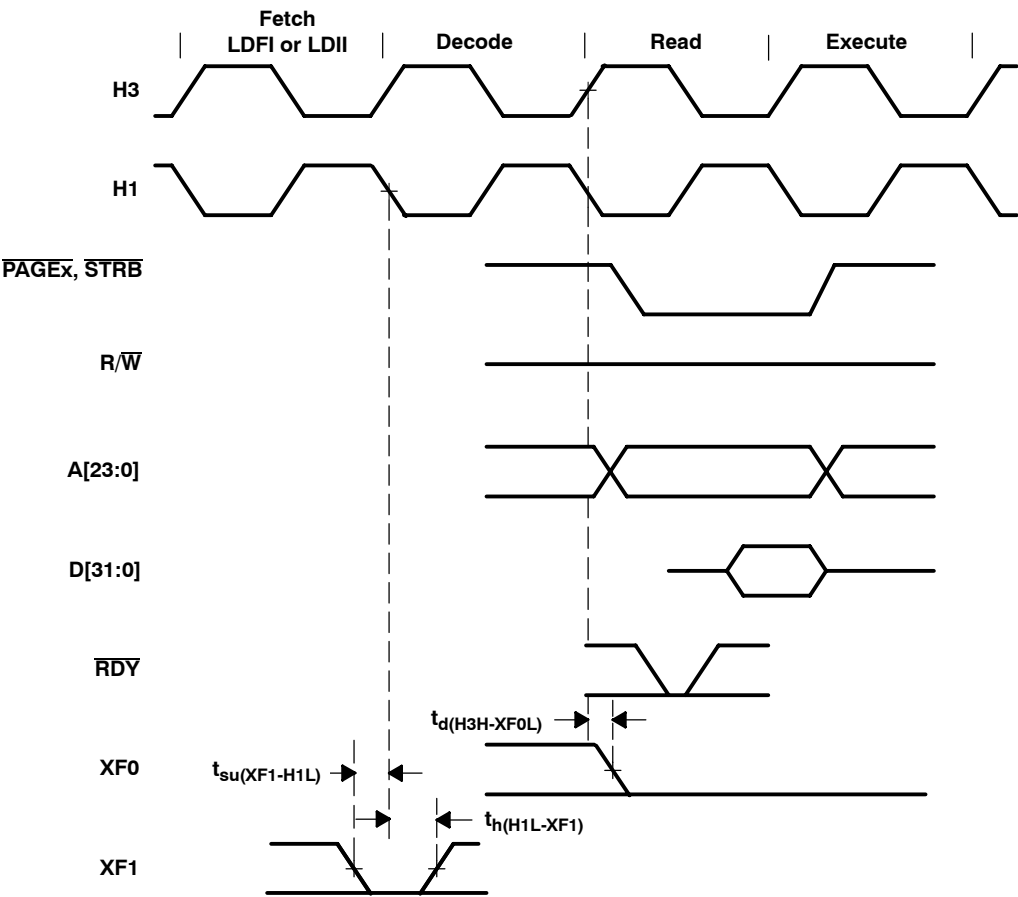 Fetch
LDFI or LDII
Decode
Read
Execute
H3
H1
PAGEx, STRB
R/W
A[23:0]
D[31:0]
RDY
td(H3H-XF0L)
XF0
tsu(XF1-H1L)
th(H1L-XF1)
XF1